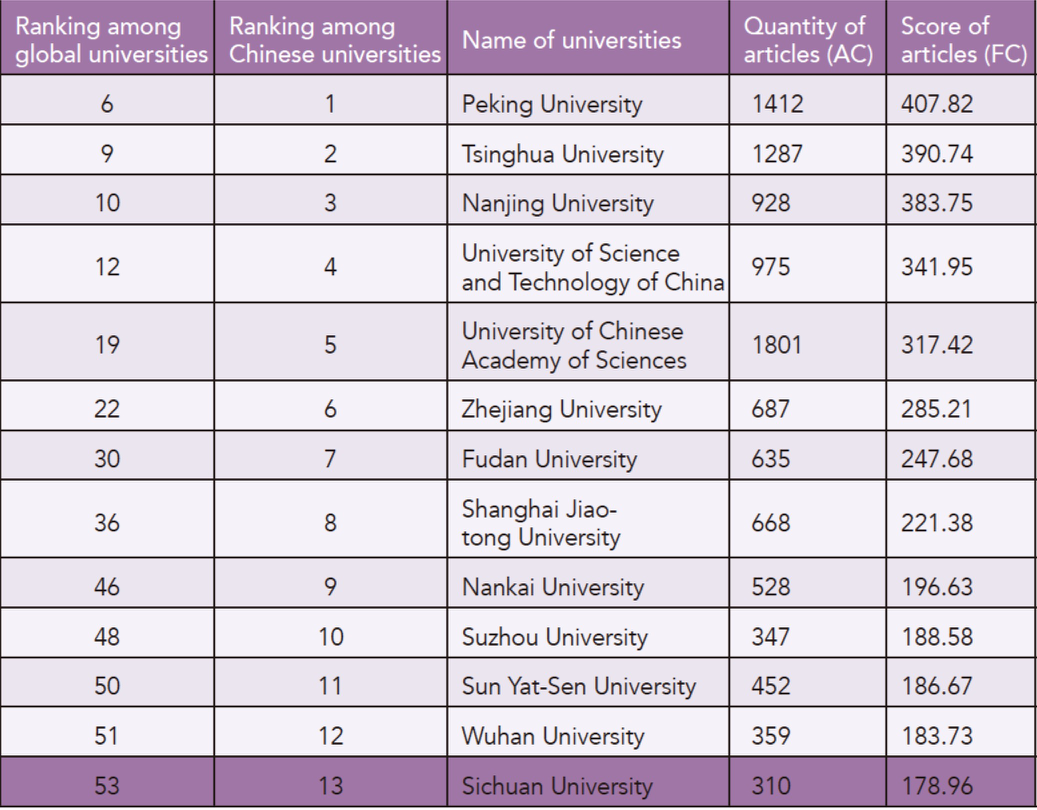 Ranking among global universities | Ranking among Chinese universities | Name of universities | Quantity of articles (AC) | Score of articles (FC)
6 | 1 | Peking University | 1412 | 407.82
9 | 2 | Tsinghua University | 1287 | 390.74
10 | 3 | Nanjing University | 928 | 383.75
12 | 4 | University of Science and Technology of China | 975 | 341.95
19 | 5 | University of Chinese Academy of Sciences | 1801 | 317.42
22 | 6 | Zhejiang University | 687 | 285.21
30 | 7 | Fudan University | 635 | 247.68
36 | 8 | Shanghai Jiao-tong University | 668 | 221.38
46 | 9 | Nankai University | 528 | 196.63
48 | 10 | Suzhou University | 347 | 188.58
50 | 11 | Sun Yat-Sen University | 452 | 186.67
51 | 12 | Wuhan University | 359 | 183.73
53 | 13 | Sichuan University | 310 | 178.96